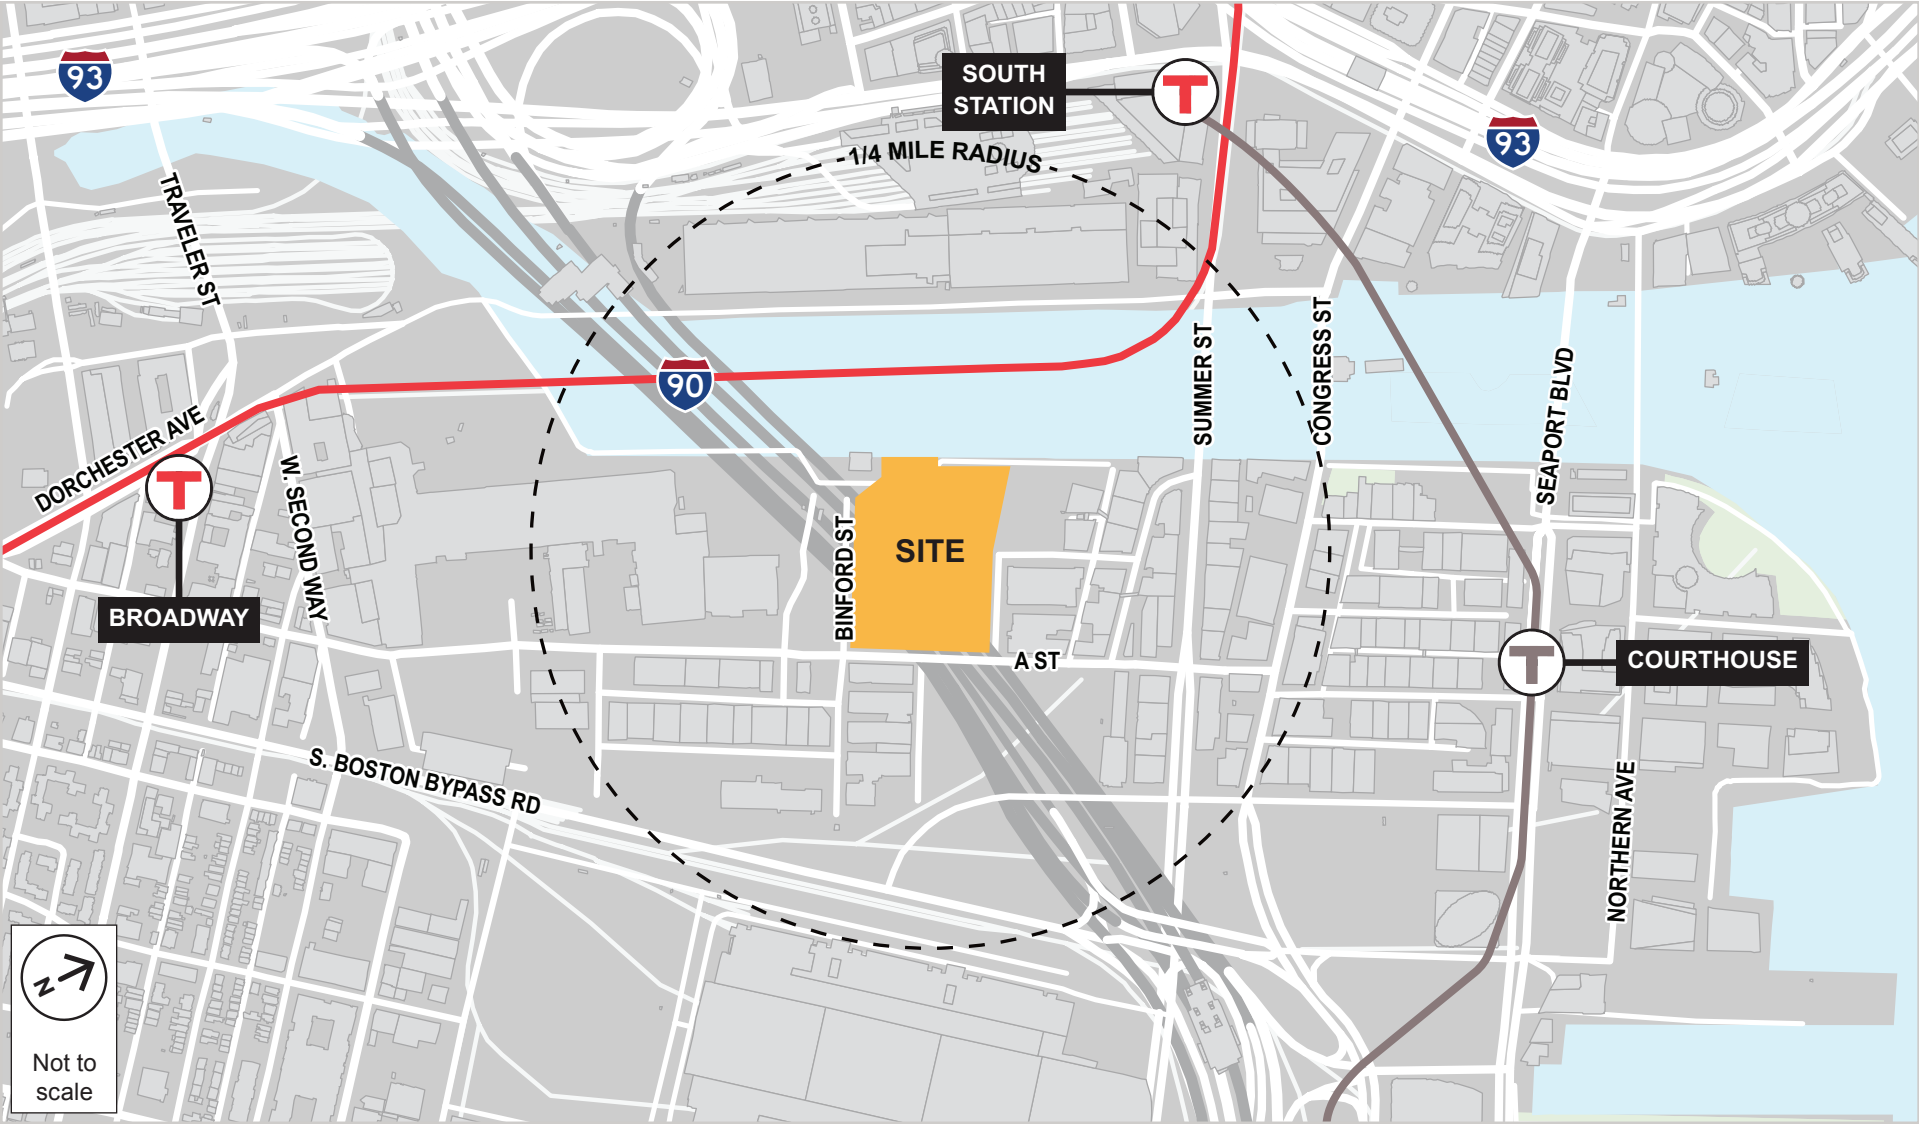 93
SOUTH
STATION
T
93
1/4 MILE RADIUS
TRAVELER ST
90
SUMMER ST
CONGRESS ST
SEAPORT BLVD
DORCHESTER AVE
T
W. SECOND WAY
BINFORD ST
SITE
BROADWAY
A ST
T
COURTHOUSE
S. BOSTON BYPASS RD
NORTHERN AVE
N
Not to
scale